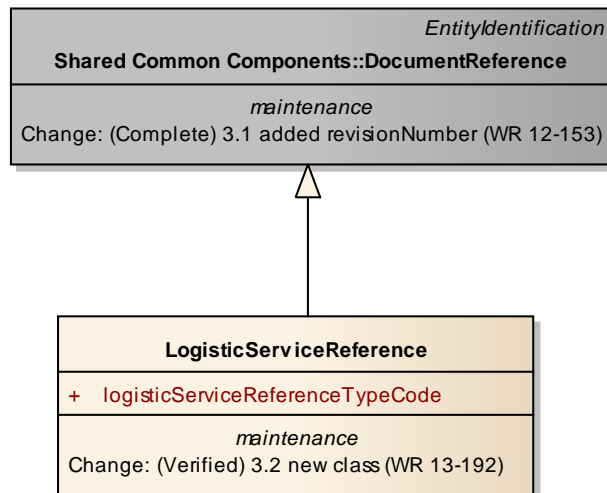 EntityIdentification
Shared Common Components::DocumentReference
maintenance
Change: (Complete) 3.1 added revisionNumber (WR 12-153)
LogisticServiceReference
+ logisticServiceReferenceTypeCode
maintenance
Change: (Verified) 3.2 new class (WR 13-192)